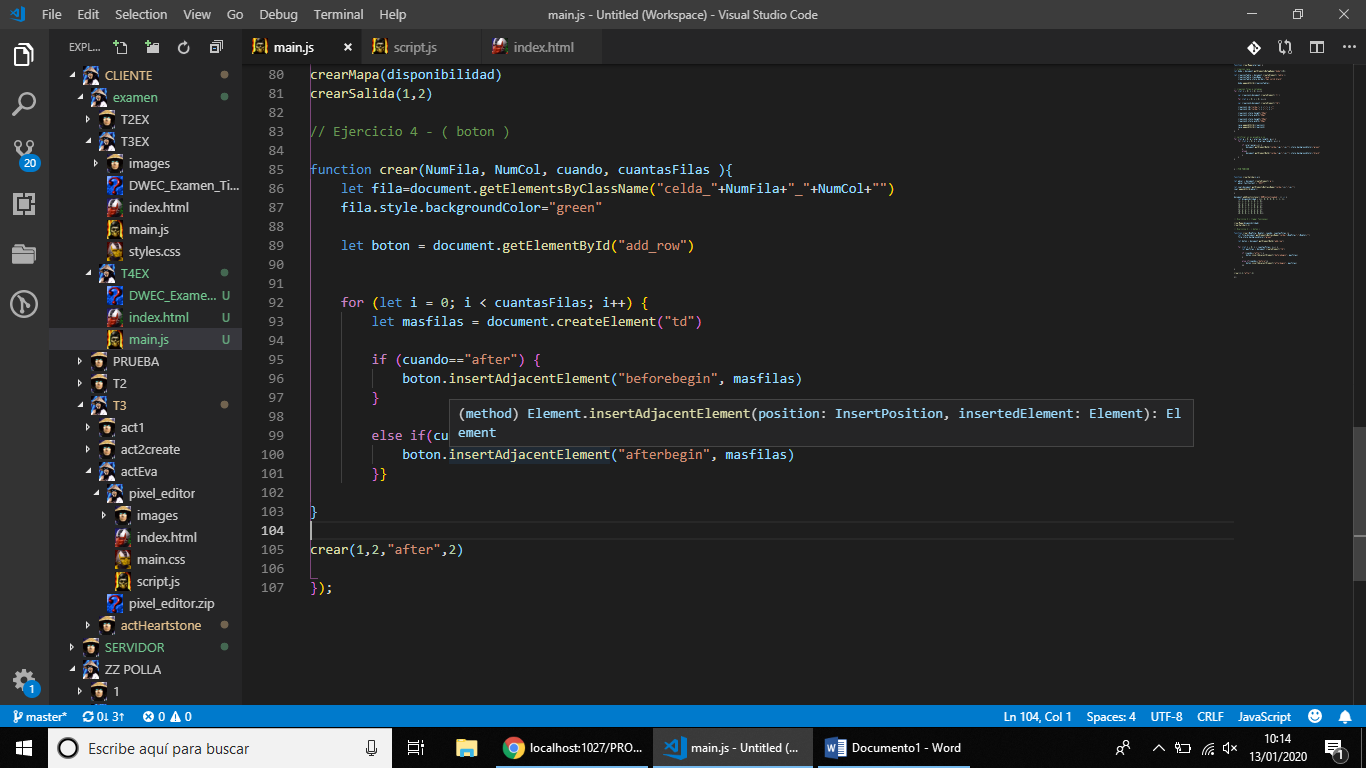 File Edit Selection View Go Debug Terminal Help
main.js - Untitled (Workspace) - Visual Studio Code
EXPL...
CLIENTE
examen
T2EX
T3EX
images
DWEC_Examen_Ti...
index.html
main.js
styles.css
T4EX
DWEC_Exame... U
index.html U
main.js U
PRUEBA
T2
T3
act1
act2create
actEva
pixel_editor
images
index.html
main.css
script.js
pixel_editor.zip
actHeartstone
SERVIDOR
ZZ POLLA
1
20
1
main.js script.js index.html
80 crearMapa(disponibilidad)
81 crearSalida(1,2)
82
83 // Ejercicio 4 - ( boton )
84
85 function crear(NumFila, NumCol, cuando, cuantasFilas ){
86 let fila=document.getElementsByClassName("celda_"+NumFila+"_"+NumCol+"")
87 fila.style.backgroundColor="green"
88
89 let boton = document.getElementById("add_row")
90
91
92 for (let i = 0; i < cuantasFilas; i++) {
93 let masfilas = document.createElement("td")
94
95 if (cuando=="after") {
96 boton.insertAdjacentElement("beforebegin", masfilas)
97 }
98
(method) Element.insertAdjacentElement(position: InsertPosition, insertedElement: Element): El
ement
99 else if(cu
100 boton.insertAdjacentElement("afterbegin", masfilas)
101 }}
102
103 }
104
105 crear(1,2,"after",2)
106
107 });
master* 0↓ 3↑ 0 0
Ln 104, Col 1 Spaces: 4 UTF-8 CRLF JavaScript
Escribe aquí para buscar
localhost:1027/PRO...
main.js - Untitled (...
Documento1 - Word
10:14
13/01/2020
1